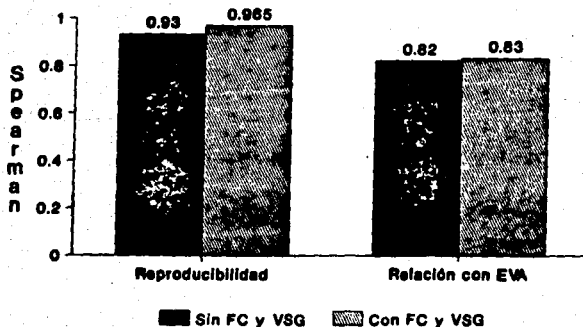 Spearman
1
0.8
0.6
0.4
0.2
0
0.93
0.965
0.82
0.83
Reproducibilidad
Relación con EVA
Sin FC y VSG
Con FC y VSG